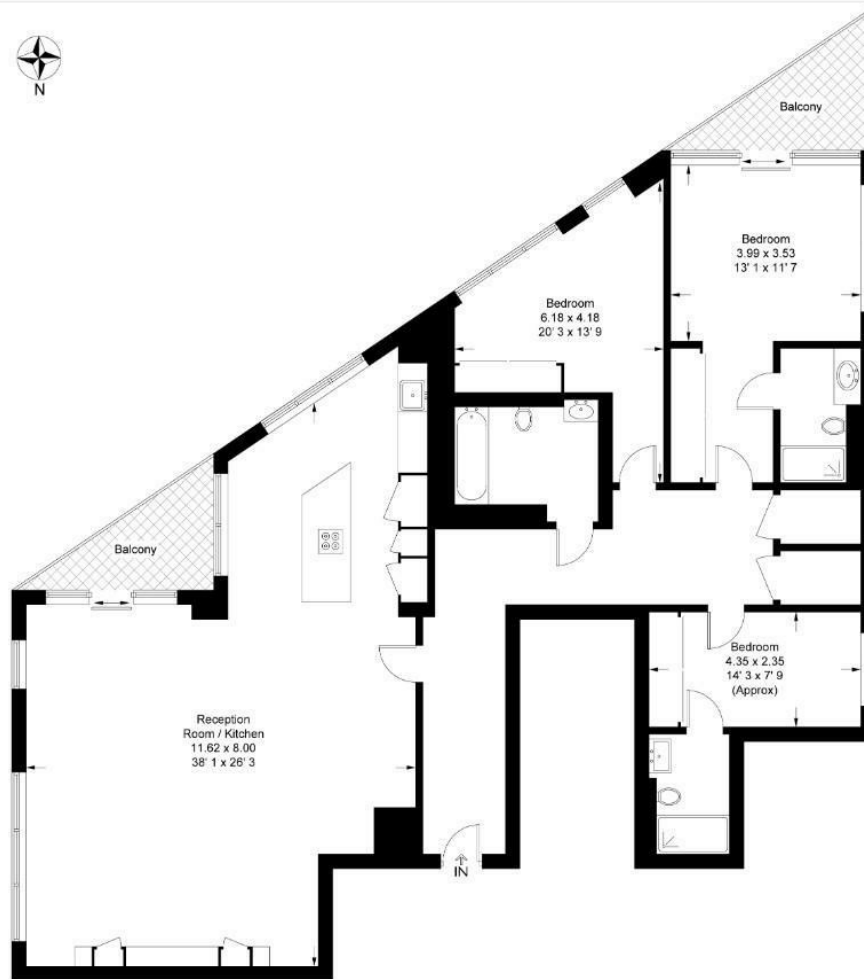 N
Balcony
Bedroom
3.99 x 3.53
13' 1 x 11' 7
Bedroom
6.18 x 4.18
20' 3 x 13' 9
Balcony
Bedroom
4.35 x 2.35
14' 3 x 7' 9
(Approx)
Reception
Room / Kitchen
11.62 x 8.00
38' 1 x 26' 3
IN